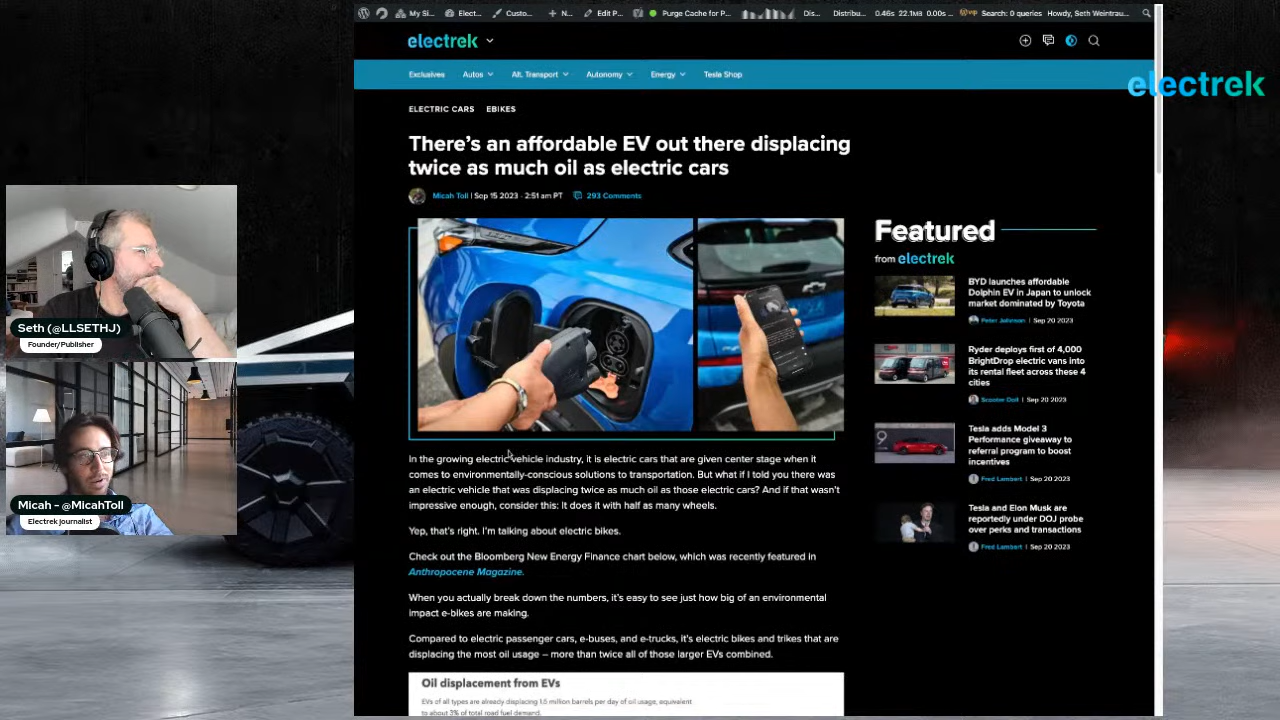 My Si...
Elect...
Custo...
N...
Edit P...
Purge Cache for P...
Dis...
Distribu...
0.46s
22.1MB
0.00s ...
Search: 0 queries
Howdy, Seth Weintrau...
electrek
Exclusives
Autos
Alt. Transport
Autonomy
Energy
Tesla Shop
electrek
ELECTRIC CARS EBIKES
There's an affordable EV out there displacing
twice as much oil as electric cars
Micah Toll | Sep 15 2023 - 2:51 am PT 293 Comments
Featured
from electrek
BYD launches affordable
Dolphin EV in Japan to unlock
market dominated by Toyota
Peter Johnson | Sep 20 2023
Ryder deploys first of 4,000
BrightDrop electric vans into
its rental fleet across these 4
cities
Scooter Doll | Sep 20 2023
Tesla adds Model 3
Performance giveaway to
referral program to boost
incentives
Fred Lambert | Sep 20 2023
Tesla and Elon Musk are
reportedly under DOJ probe
over perks and transactions
Fred Lambert | Sep 20 2023
In the growing electric vehicle industry, it is electric cars that are given center stage when it
comes to environmentally-conscious solutions to transportation. But what if I told you there was
an electric vehicle that was displacing twice as much oil as those electric cars? And if that wasn't
impressive enough, consider this: It does it with half as many wheels.
Yep, that's right. I'm talking about electric bikes.
Check out the Bloomberg New Energy Finance chart below, which was recently featured in
Anthropocene Magazine.
When you actually break down the numbers, it's easy to see just how big of an environmental
impact e-bikes are making.
Compared to electric passenger cars, e-buses, and e-trucks, it's electric bikes and trikes that are
displacing the most oil usage – more than twice all of those larger EVs combined.
Oil displacement from EVs
EVs of all types are already displacing 1.5 million barrels per day of oil usage, equivalent
to about 3% of total road fuel demand.
Seth (@LLSETHJ)
Founder/Publisher
Micah - @MicahToll
Electrek journalist